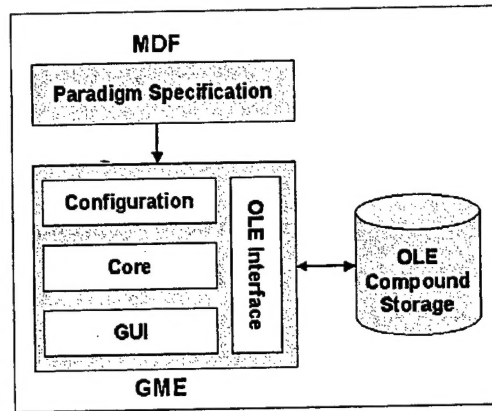 MDF
Paradigm Specification
Configuration
Core
GUI
OLE Interface
OLE
Compound
Storage
GME